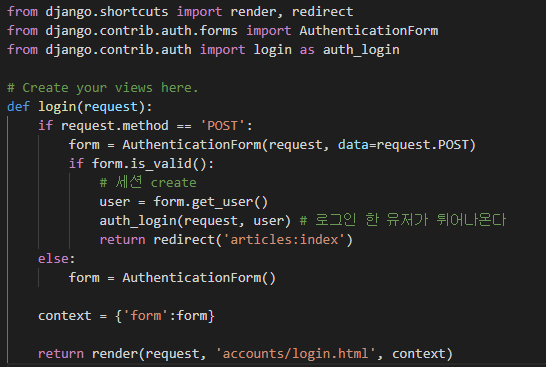 from django.shortcuts import render, redirect
from django.contrib.auth.forms import AuthenticationForm
from django.contrib.auth import login as auth_login
# Create your views here.
def login(request):
if request.method == 'POST':
form = AuthenticationForm(request, data=request.POST)
if form.is_valid():
# 세션 create
user = form.get_user()
auth_login(request, user) # 로그인 한 유저가 튀어나온다
return redirect('articles:index')
else:
form = AuthenticationForm()
context = {'form':form}
return render(request, 'accounts/login.html', context)